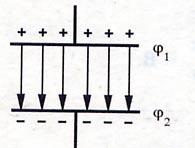 + + + + + +
φ₁
φ₂
− − − − − −